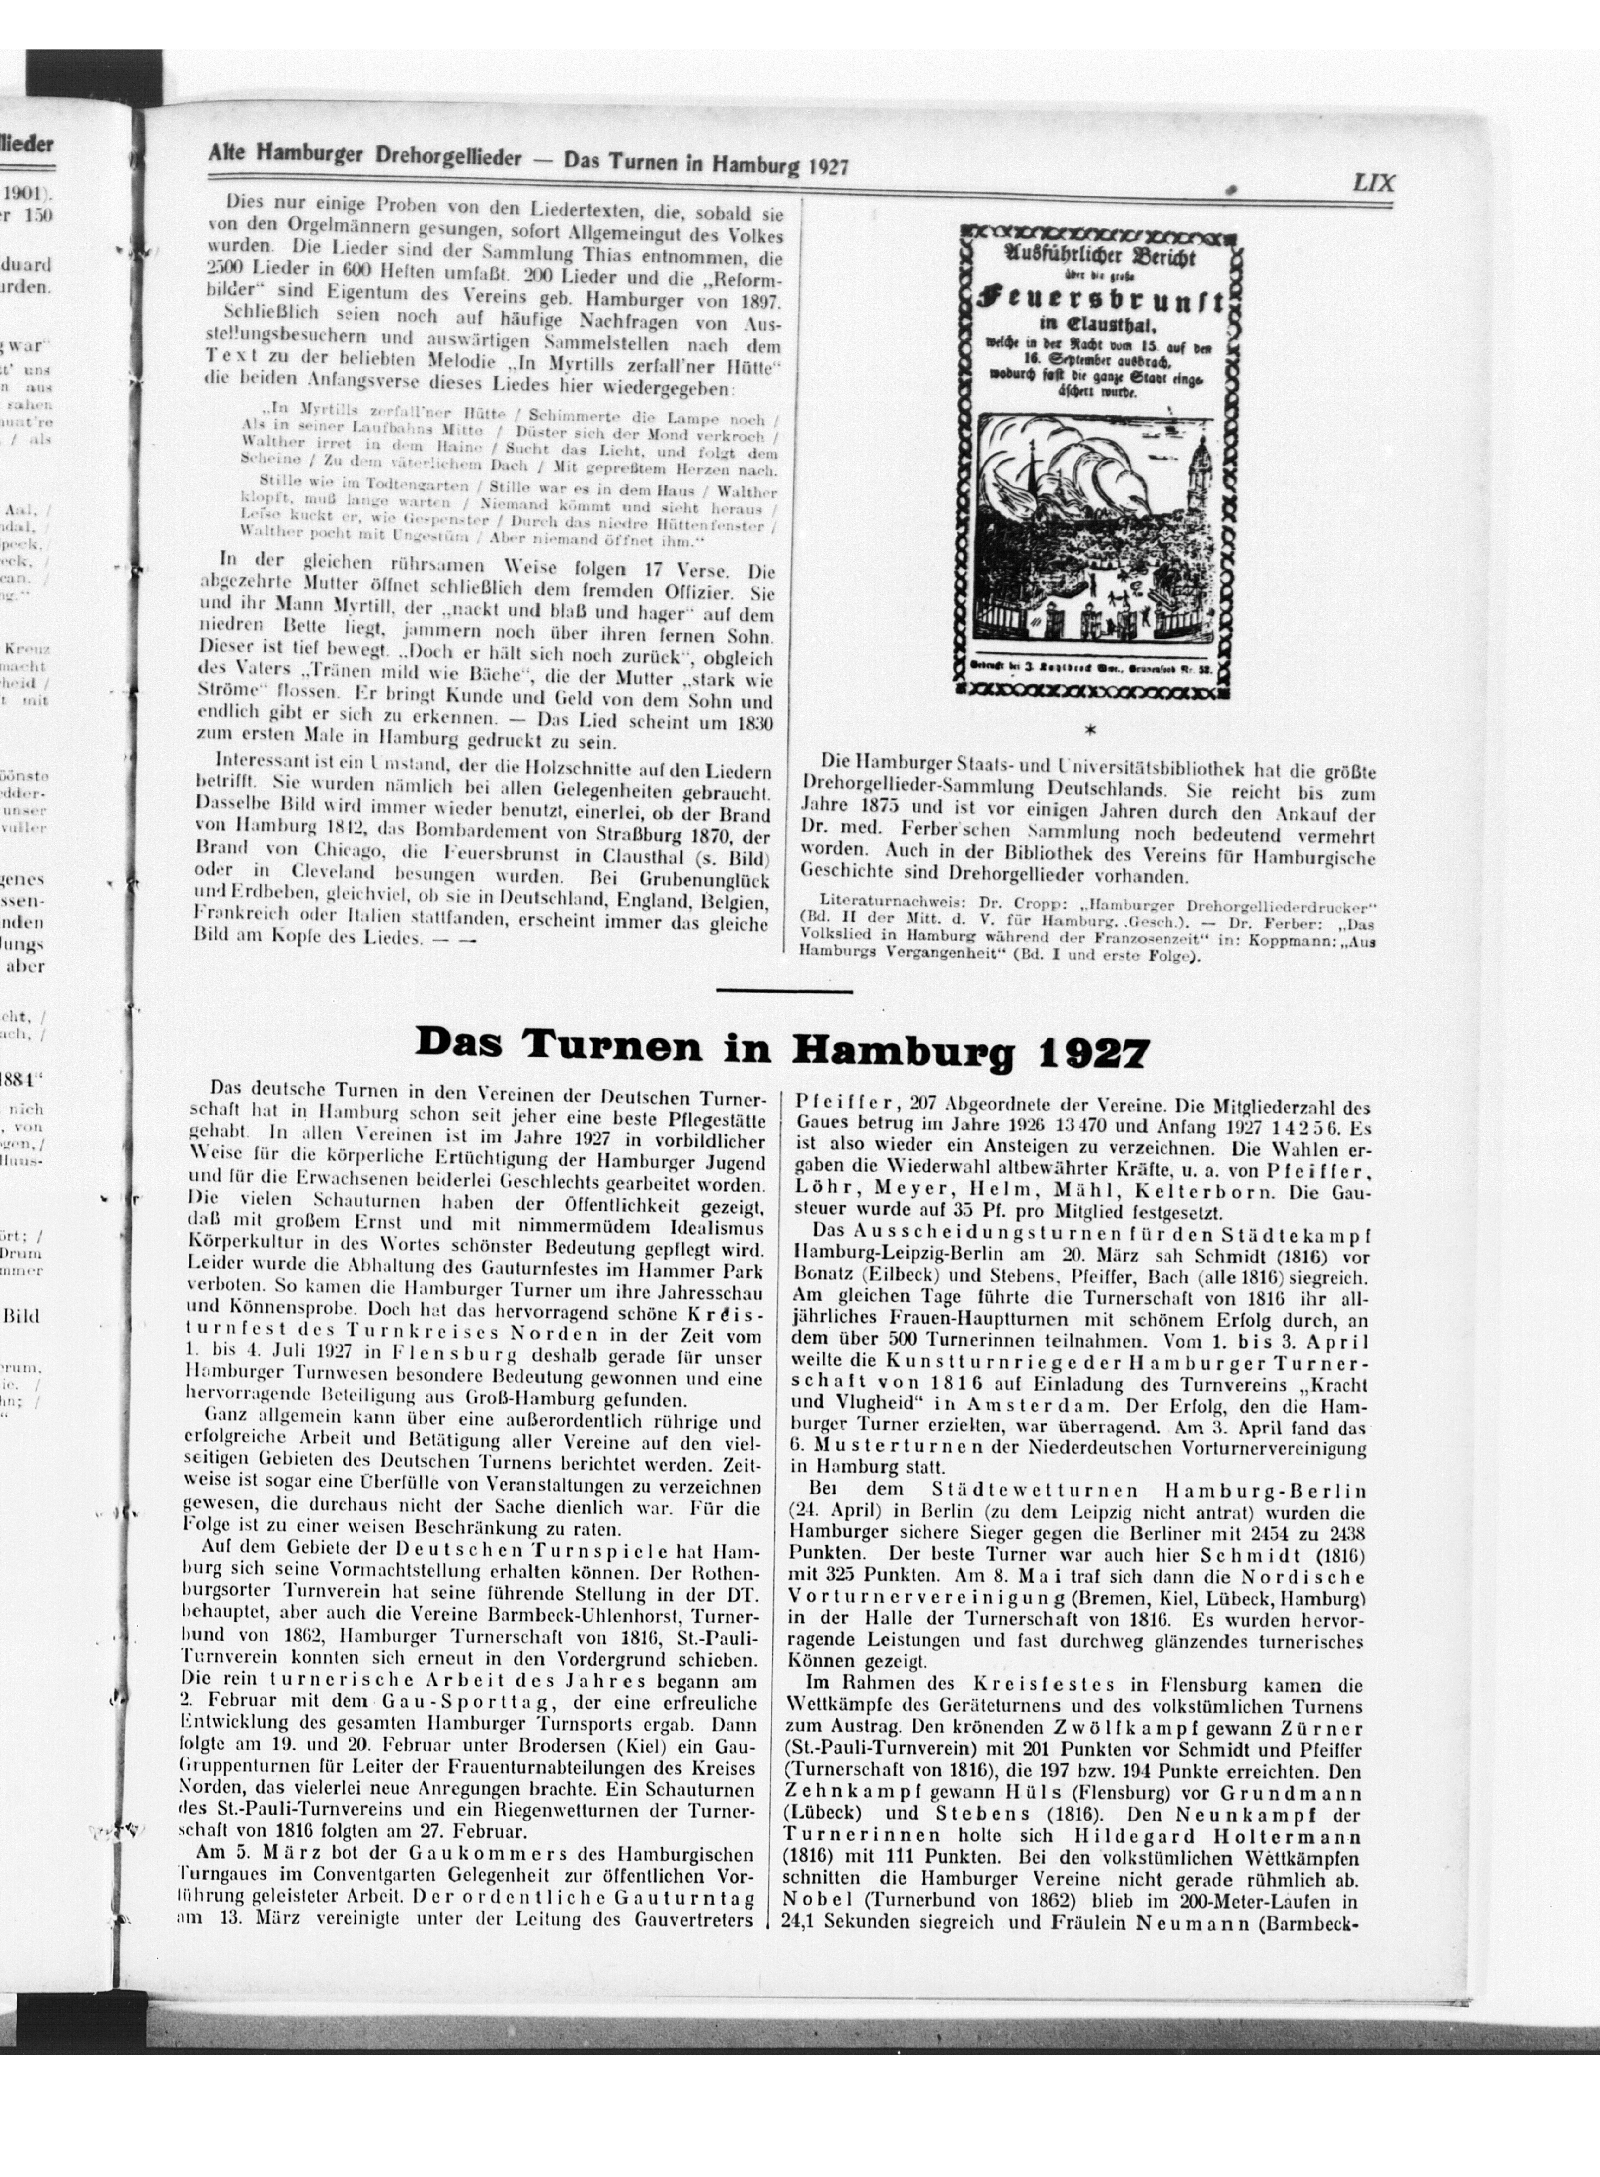 Alte Hamburger Drehorgellieder — Das Turnen in Hamburg 1927
LIX
Dies nur einige Proben von den Liedertexten, die, sobald sie
von den Orgelmännern gesungen, sofort Allgemeingut des Volkes
wurden. Die Lieder sind der Sammlung Thias entnommen, die
2500 Lieder in 600 Heften umfaßt. 200 Lieder und die „Reform-
bilder“ sind Eigentum des Vereins geb. Hamburger von 1897.
Schließlich seien noch auf häufige Nachfragen von Aus-
stellungsbesuchern und auswärtigen Sammelstellen nach dem
Text zu der beliebten Melodie „In Myrtills zerfall'ner Hütte“
die beiden Anfangsverse dieses Liedes hier wiedergegeben:
„In Myrtills zerfall'ner Hütte / Schimmerte die Lampe noch /
Als in seiner Laufbahns Mitte / Düster sich der Mond verkroch /
Walther irret in dem Haine / Sucht das Licht, und folgt dem
Scheine / Zu dem väterlichem Dach / Mit gepreßtem Herzen nach.
Stille wie im Todtengarten / Stille war es in dem Haus / Walther
klopft, muß lange warten / Niemand kömmt und sieht heraus /
Leise kuckt er, wie Gespenster / Durch das niedre Hüttenfenster /
Walther pocht mit Ungestüm / Aber niemand öffnet ihm.“
In der gleichen rührsamen Weise folgen 17 Verse. Die
abgezehrte Mutter öffnet schließlich dem fremden Offizier. Sie
und ihr Mann Myrtill, der „nackt und blaß und hager“ auf dem
niedren Bette liegt, jammern noch über ihren fernen Sohn.
Dieser ist tief bewegt. „Doch er hält sich noch zurück“, obgleich
des Vaters „Tränen mild wie Bäche“, die der Mutter „stark wie
Ströme“ flossen. Er bringt Kunde und Geld von dem Sohn und
endlich gibt er sich zu erkennen. — Das Lied scheint um 1830
zum ersten Male in Hamburg gedruckt zu sein.
Interessant ist ein Umstand, der die Holzschnitte auf den Liedern
betrifft. Sie wurden nämlich bei allen Gelegenheiten gebraucht.
Dasselbe Bild wird immer wieder benutzt, einerlei, ob der Brand
von Hamburg 1842, das Bombardement von Straßburg 1870, der
Brand von Chicago, die Feuersbrunst in Clausthal (s. Bild)
oder in Cleveland besungen wurden. Bei Grubenunglück
und Erdbeben, gleichviel, ob sie in Deutschland, England, Belgien,
Frankreich oder Italien stattfanden, erscheint immer das gleiche
Bild am Kopfe des Liedes. — —
Ausführlicher Bericht
über die große
Feuersbrunst
in Clausthal,
welche in der Nacht vom 15. auf den
16. September ausbrach,
wodurch fast die ganze Stadt einge-
äschert wurde.
Gedruckt bei J. Kahlbrock Wwe., Grünensood Nr. 52.
*
Die Hamburger Staats- und Universitätsbibliothek hat die größte
Drehorgellieder-Sammlung Deutschlands. Sie reicht bis zum
Jahre 1875 und ist vor einigen Jahren durch den Ankauf der
Dr. med. Ferber'schen Sammlung noch bedeutend vermehrt
worden. Auch in der Bibliothek des Vereins für Hamburgische
Geschichte sind Drehorgellieder vorhanden.
Literaturnachweis: Dr. Cropp: „Hamburger Drehorgelliederdrucker“
(Bd. II der Mitt. d. V. für Hamburg. Gesch.). — Dr. Ferber: „Das
Volkslied in Hamburg während der Franzosenzeit“ in: Koppmann: „Aus
Hamburgs Vergangenheit“ (Bd. I und erste Folge).
Das Turnen in Hamburg 1927
Das deutsche Turnen in den Vereinen der Deutschen Turner-
schaft hat in Hamburg schon seit jeher eine beste Pflegestätte
gehabt. In allen Vereinen ist im Jahre 1927 in vorbildlicher
Weise für die körperliche Ertüchtigung der Hamburger Jugend
und für die Erwachsenen beiderlei Geschlechts gearbeitet worden.
Die vielen Schauturnen haben der Öffentlichkeit gezeigt,
daß mit großem Ernst und mit nimmermüdem Idealismus
Körperkultur in des Wortes schönster Bedeutung gepflegt wird.
Leider wurde die Abhaltung des Gauturnfestes im Hammer Park
verboten. So kamen die Hamburger Turner um ihre Jahresschau
und Könnensprobe. Doch hat das hervorragend schöne Kreis-
turnfest des Turnkreises Norden in der Zeit vom
1. bis 4. Juli 1927 in Flensburg deshalb gerade für unser
Hamburger Turnwesen besondere Bedeutung gewonnen und eine
hervorragende Beteiligung aus Groß-Hamburg gefunden.
Ganz allgemein kann über eine außerordentlich rührige und
erfolgreiche Arbeit und Betätigung aller Vereine auf den viel-
seitigen Gebieten des Deutschen Turnens berichtet werden. Zeit-
weise ist sogar eine Überfülle von Veranstaltungen zu verzeichnen
gewesen, die durchaus nicht der Sache dienlich war. Für die
Folge ist zu einer weisen Beschränkung zu raten.
Auf dem Gebiete der Deutschen Turnspiele hat Ham-
burg sich seine Vormachtstellung erhalten können. Der Rothen-
burgsorter Turnverein hat seine führende Stellung in der DT.
behauptet, aber auch die Vereine Barmbeck-Uhlenhorst, Turner-
bund von 1862, Hamburger Turnerschaft von 1816, St.-Pauli-
Turnverein konnten sich erneut in den Vordergrund schieben.
Die rein turnerische Arbeit des Jahres begann am
2. Februar mit dem Gau-Sporttag, der eine erfreuliche
Entwicklung des gesamten Hamburger Turnsports ergab. Dann
folgte am 19. und 20. Februar unter Brodersen (Kiel) ein Gau-
Gruppenturnen für Leiter der Frauenturnabteilungen des Kreises
Norden, das vielerlei neue Anregungen brachte. Ein Schauturnen
des St.-Pauli-Turnvereins und ein Riegenwetturnen der Turner-
schaft von 1816 folgten am 27. Februar.
Am 5. März bot der Gaukommers des Hamburgischen
Turngaues im Conventgarten Gelegenheit zur öffentlichen Vor-
führung geleisteter Arbeit. Der ordentliche Gauturntag
am 13. März vereinigte unter der Leitung des Gauvertreters
Pfeiffer, 207 Abgeordnete der Vereine. Die Mitgliederzahl des
Gaues betrug im Jahre 1926 13470 und Anfang 1927 14256. Es
ist also wieder ein Ansteigen zu verzeichnen. Die Wahlen er-
gaben die Wiederwahl altbewährter Kräfte, u. a. von Pfeiffer,
Löhr, Meyer, Helm, Mähl, Kelterborn. Die Gau-
steuer wurde auf 35 Pf. pro Mitglied festgesetzt.
Das Ausscheidungsturnen für den Städtekampf
Hamburg-Leipzig-Berlin am 20. März sah Schmidt (1816) vor
Bonatz (Eilbeck) und Stebens, Pfeiffer, Bach (alle 1816) siegreich.
Am gleichen Tage führte die Turnerschaft von 1816 ihr all-
jährliches Frauen-Hauptturnen mit schönem Erfolg durch, an
dem über 500 Turnerinnen teilnahmen. Vom 1. bis 3. April
weilte die Kunstturnriege der Hamburger Turner-
schaft von 1816 auf Einladung des Turnvereins „Kracht
und Vlugheid“ in Amsterdam. Der Erfolg, den die Ham-
burger Turner erzielten, war überragend. Am 3. April fand das
6. Musterturnen der Niederdeutschen Vorturnervereinigung
in Hamburg statt.
Bei dem Städtewetturnen Hamburg-Berlin
(24. April) in Berlin (zu dem Leipzig nicht antrat) wurden die
Hamburger sichere Sieger gegen die Berliner mit 2454 zu 2438
Punkten. Der beste Turner war auch hier Schmidt (1816)
mit 325 Punkten. Am 8. Mai traf sich dann die Nordische
Vorturnervereinigung (Bremen, Kiel, Lübeck, Hamburg)
in der Halle der Turnerschaft von 1816. Es wurden hervor-
ragende Leistungen und fast durchweg glänzendes turnerisches
Können gezeigt.
Im Rahmen des Kreisfestes in Flensburg kamen die
Wettkämpfe des Geräteturnens und des volkstümlichen Turnens
zum Austrag. Den krönenden Zwölfkampf gewann Zürner
(St.-Pauli-Turnverein) mit 201 Punkten vor Schmidt und Pfeiffer
(Turnerschaft von 1816), die 197 bzw. 194 Punkte erreichten. Den
Zehnkampf gewann Hüls (Flensburg) vor Grundmann
(Lübeck) und Stebens (1816). Den Neunkampf der
Turnerinnen holte sich Hildegard Holtermann
(1816) mit 111 Punkten. Bei den volkstümlichen Wettkämpfen
schnitten die Hamburger Vereine nicht gerade rühmlich ab.
Nobel (Turnerbund von 1862) blieb im 200-Meter-Laufen in
24,1 Sekunden siegreich und Fräulein Neumann (Barmbeck-